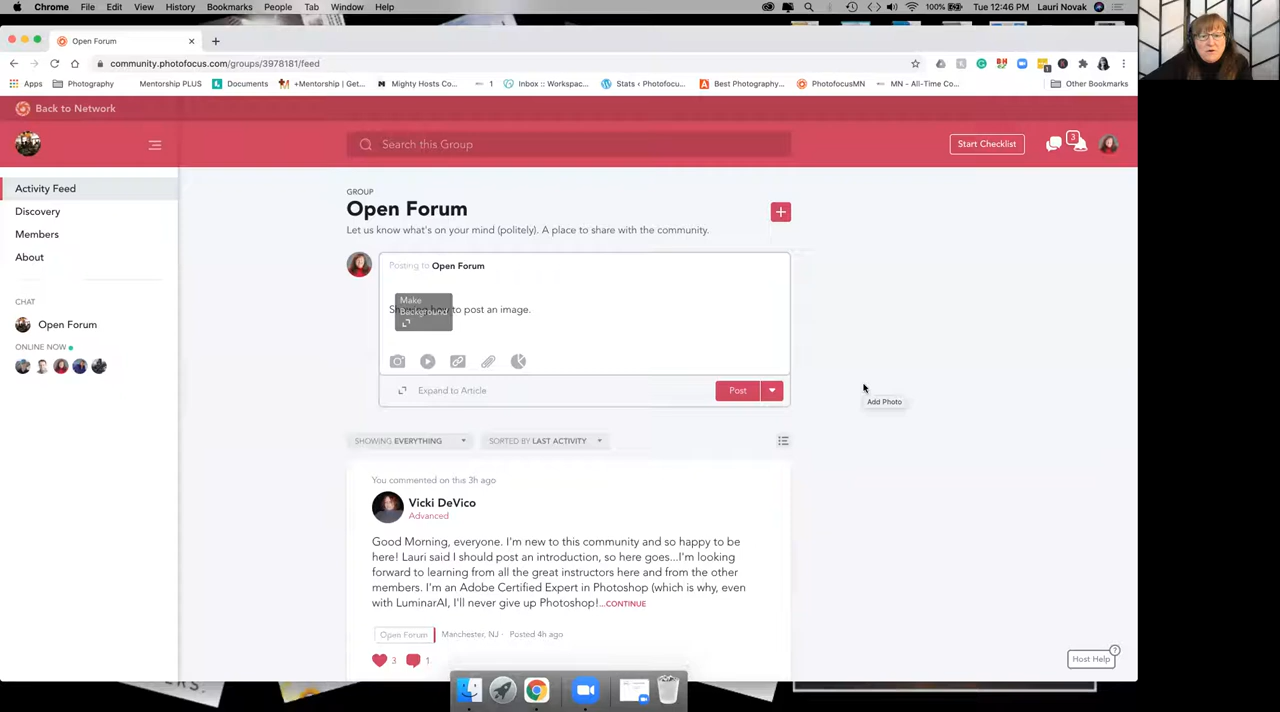 Chrome File Edit View History Bookmarks People Tab Window Help 100% Tue 12:46 PM Lauri Novak
Open Forum
community.photofocus.com/groups/3978181/feed
Apps Photography Mentorship PLUS Documents +Mentorship | Get... Mighty Hosts Co... 1 Inbox :: Workspac... Stats ‹ Photofocu... Best Photography... PhotofocusMN MN - All-Time Co... Other Bookmarks
Back to Network
Search this Group
Start Checklist
3
Activity Feed
Discovery
Members
About
CHAT
Open Forum
ONLINE NOW
GROUP
Open Forum
Let us know what's on your mind (politely). A place to share with the community.
Posting to Open Forum
Make
Background
to post an image.
Expand to Article
Post
Add Photo
SHOWING EVERYTHING
SORTED BY LAST ACTIVITY
You commented on this 3h ago
Vicki DeVico
Advanced
Good Morning, everyone. I'm new to this community and so happy to be
here! Lauri said I should post an introduction, so here goes...I'm looking
forward to learning from all the great instructors here and from the other
members. I'm an Adobe Certified Expert in Photoshop (which is why, even
with LuminarAI, I'll never give up Photoshop!...CONTINUE
Open Forum Manchester, NJ · Posted 4h ago
3 1
Host Help ?